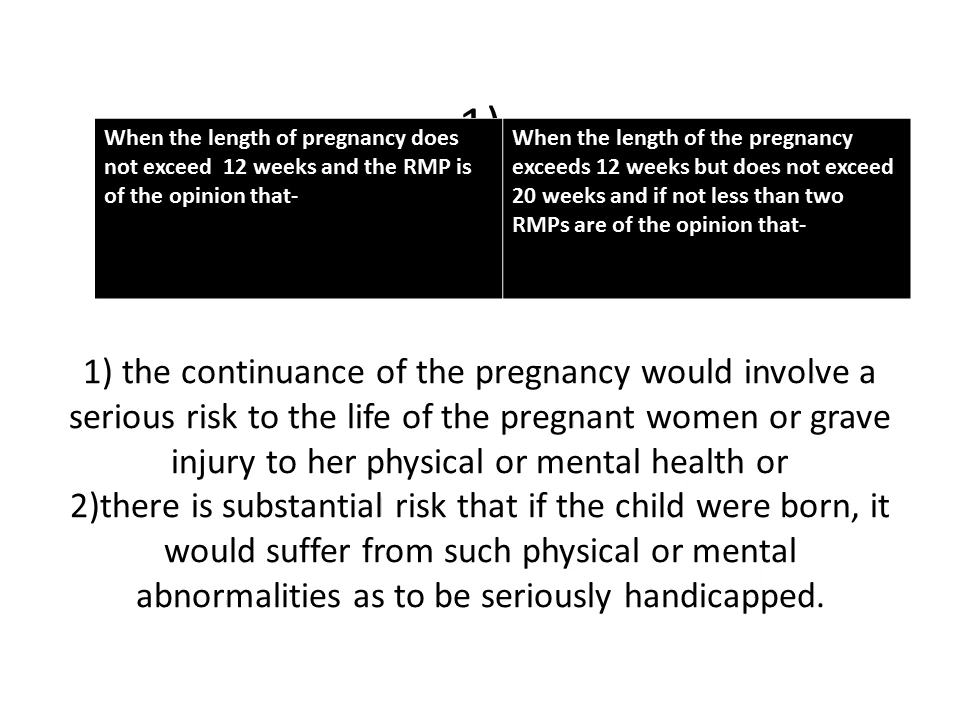 1)
When the length of pregnancy does
not exceed 12 weeks and the RMP is
of the opinion that-
When the length of the pregnancy
exceeds 12 weeks but does not exceed
20 weeks and if not less than two
RMPs are of the opinion that-
1) the continuance of the pregnancy would involve a
serious risk to the life of the pregnant women or grave
injury to her physical or mental health or
2)there is substantial risk that if the child were born, it
would suffer from such physical or mental
abnormalities as to be seriously handicapped.